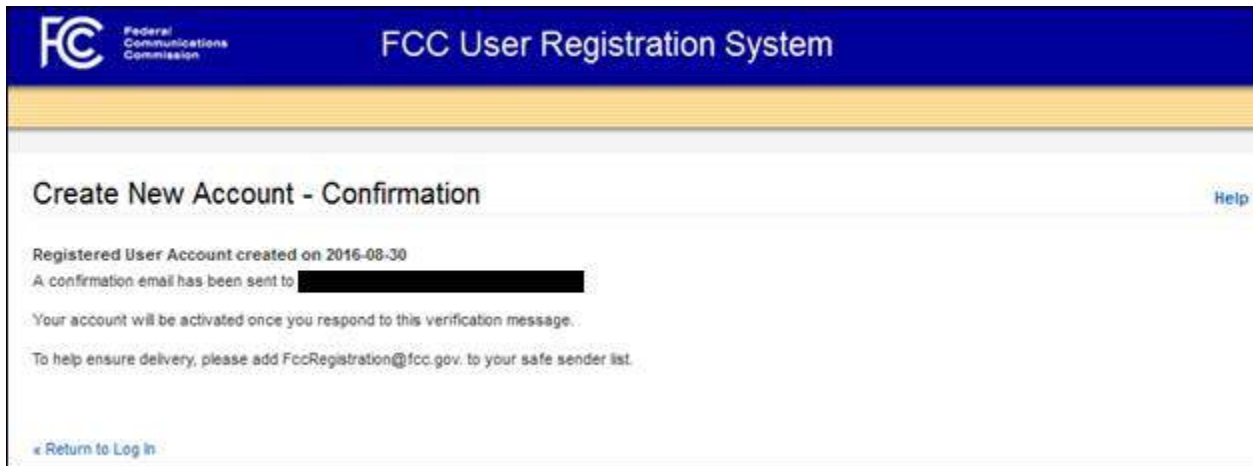 FCC
Federal
Communications
Commission
FCC User Registration System
Create New Account - Confirmation
Help
Registered User Account created on 2016-08-30
A confirmation email has been sent to
Your account will be activated once you respond to this verification message.
To help ensure delivery, please add FccRegistration@fcc.gov. to your safe sender list.
« Return to Log In